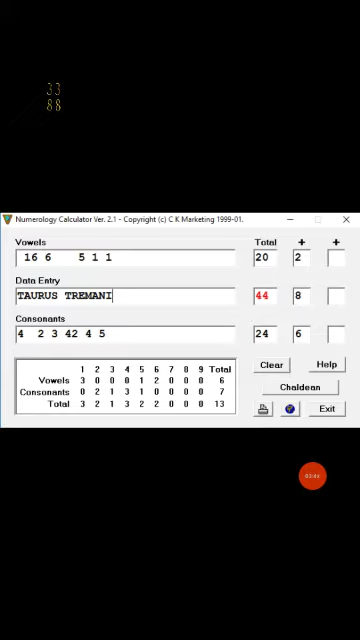 33
88
Numerology Calculator Ver. 2.1 - Copyright (c) C K Marketing 1999-01.
Vowels Total + +
16 6 5 1 1 20 2
Data Entry
TAURUS TREMANI 44 8
Consonants
4 2 3 42 4 5 24 6
1 2 3 4 5 6 7 8 9 Total
Vowels 3 0 0 0 1 2 0 0 0 6
Consonants 0 2 1 3 1 0 0 0 0 7
Total 3 2 1 3 2 2 0 0 0 13
Clear Help
Chaldean
Exit
03:44